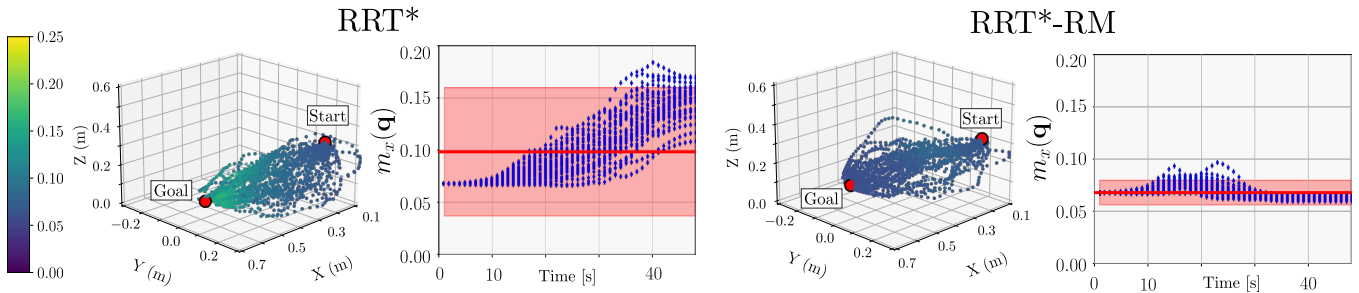 RRT*
RRT*-RM
0.25
0.20
0.15
0.10
0.05
0.00
0.6
0.4
0.2
0.0
Z (m)
Start
Goal
−0.2
0.0
0.2
Y (m)
0.7
0.5
0.3
0.1
X (m)
0.20
0.15
0.10
0.05
0.00
m_x(q)
0
10
Time [s]
40
0.6
0.4
0.2
0.0
Z (m)
Start
Goal
−0.2
0.0
0.2
Y (m)
0.7
0.5
0.3
0.1
X (m)
0.20
0.15
0.10
0.05
0.00
m_x(q)
0
10
Time [s]
40